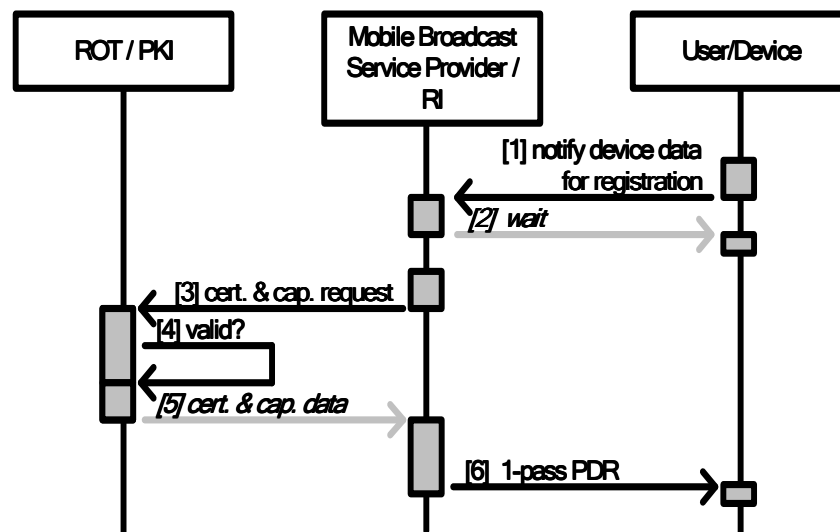 ROT / PKI
Mobile Broadcast
Service Provider /
RI
User/Device
[1] notify device data
for registration
[2] wait
[3] cert. & cap. request
[4] valid?
[5] cert. & cap. data
[6] 1-pass PDR